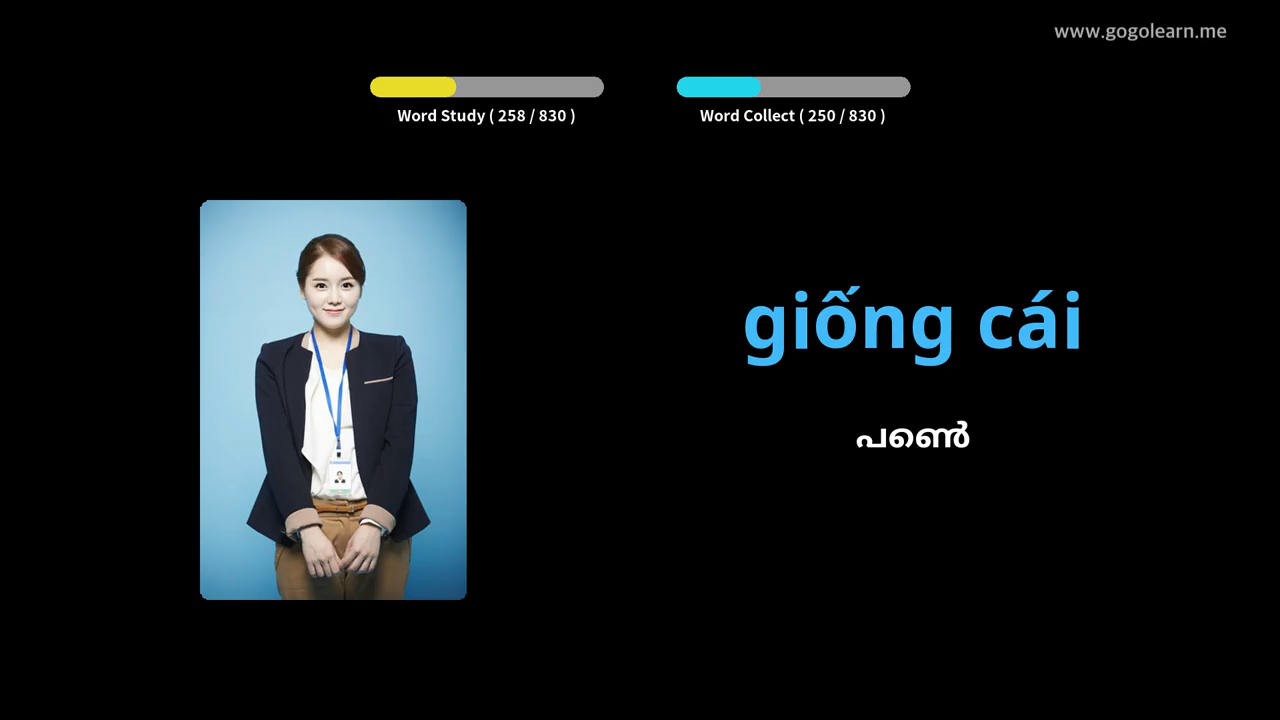 www.gogolearn.me
Word Study ( 258 / 830 )
Word Collect ( 250 / 830 )
giống cái
പെൺ